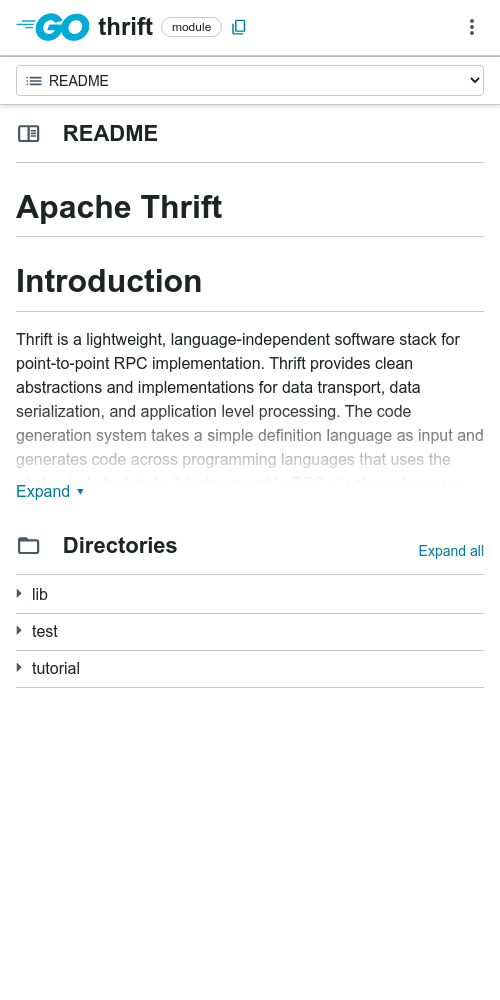 GO thrift module
README
README
Apache Thrift
Introduction
Thrift is a lightweight, language-independent software stack for
point-to-point RPC implementation. Thrift provides clean
abstractions and implementations for data transport, data
serialization, and application level processing. The code
generation system takes a simple definition language as input and
generates code across programming languages that uses the
Expand
Directories
Expand all
lib
test
tutorial